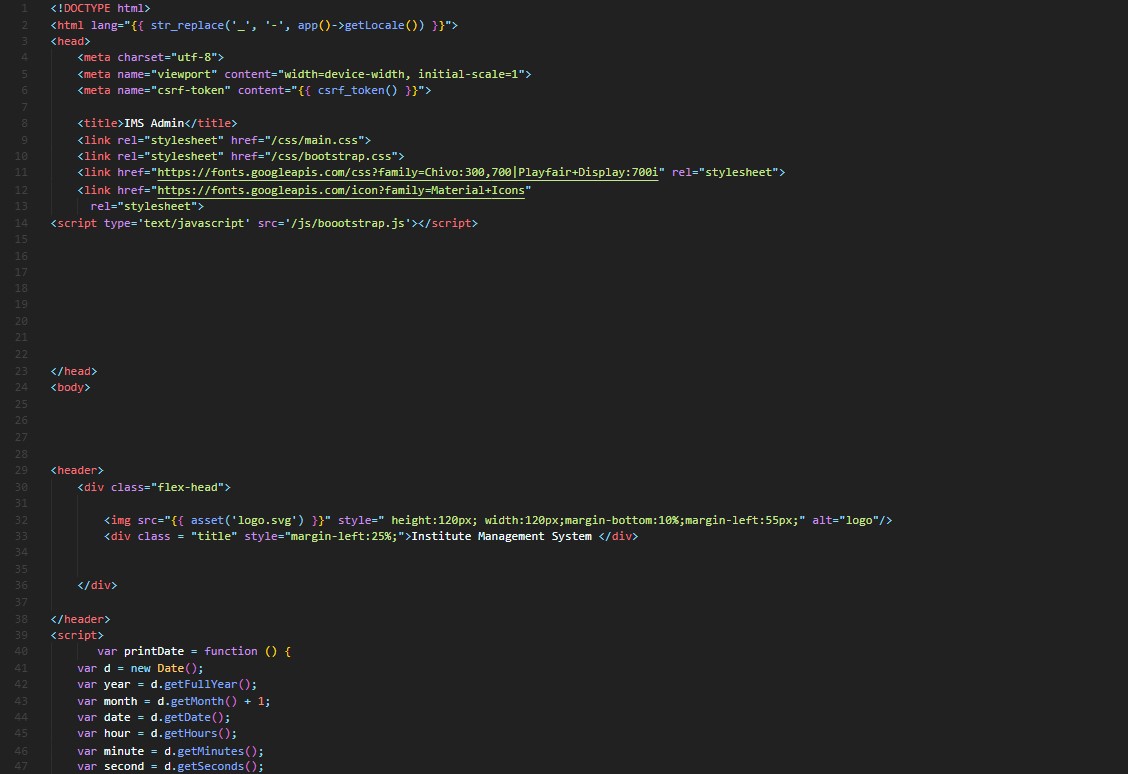 1 <!DOCTYPE html>
2 <html lang="{{ str_replace('_', '-', app()->getLocale()) }}">
3 <head>
4 <meta charset="utf-8">
5 <meta name="viewport" content="width=device-width, initial-scale=1">
6 <meta name="csrf-token" content="{{ csrf_token() }}">
7
8 <title>IMS Admin</title>
9 <link rel="stylesheet" href="/css/main.css">
10 <link rel="stylesheet" href="/css/bootstrap.css">
11 <link href="https://fonts.googleapis.com/css?family=Chivo:300,700|Playfair+Display:700i" rel="stylesheet">
12 <link href="https://fonts.googleapis.com/icon?family=Material+Icons"
13 rel="stylesheet">
14 <script type='text/javascript' src='/js/boootstrap.js'></script>
15
16
17
18
19
20
21
22
23 </head>
24 <body>
25
26
27
28
29 <header>
30 <div class="flex-head">
31
32 <img src="{{ asset('logo.svg') }}" style=" height:120px; width:120px;margin-bottom:10%;margin-left:55px;" alt="logo"/>
33 <div class = "title" style="margin-left:25%;">Institute Management System </div>
34
35
36 </div>
37
38 </header>
39 <script>
40 var printDate = function () {
41 var d = new Date();
42 var year = d.getFullYear();
43 var month = d.getMonth() + 1;
44 var date = d.getDate();
45 var hour = d.getHours();
46 var minute = d.getMinutes();
47 var second = d.getSeconds();